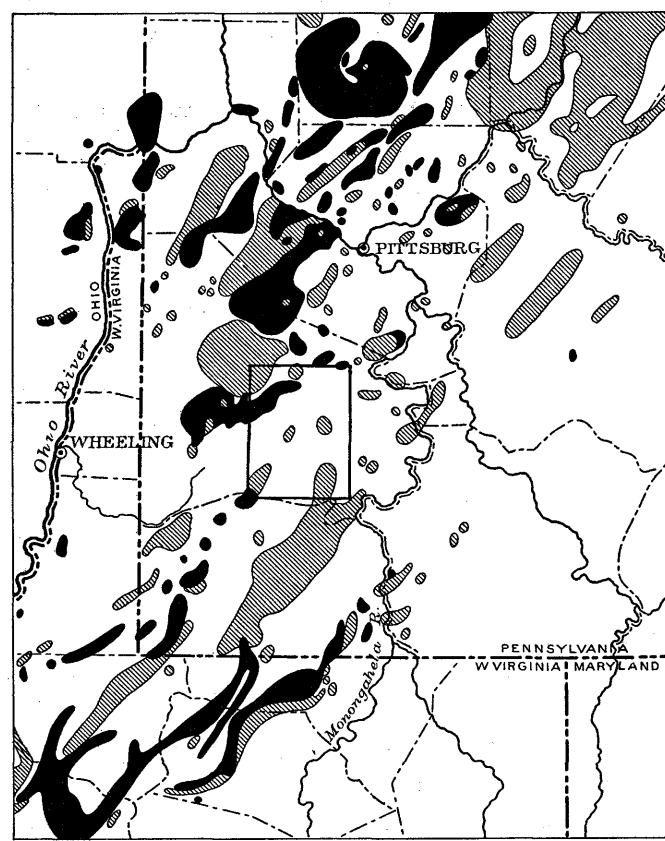 PITTSBURG
OHIO
W.VIRGINIA
Ohio River
WHEELING
PENNSYLVANIA
W.VIRGINIA
MARYLAND
Monongahela R.